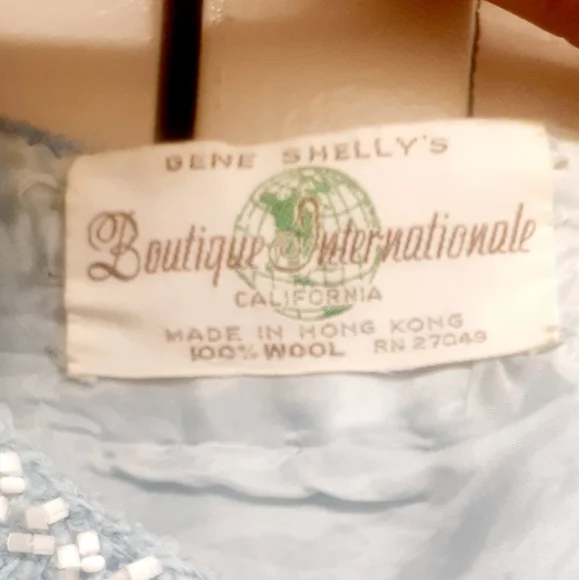 GENE SHELLY'S
Boutique Internationale
CALIFORNIA
MADE IN HONG KONG
100% WOOL RN 27049